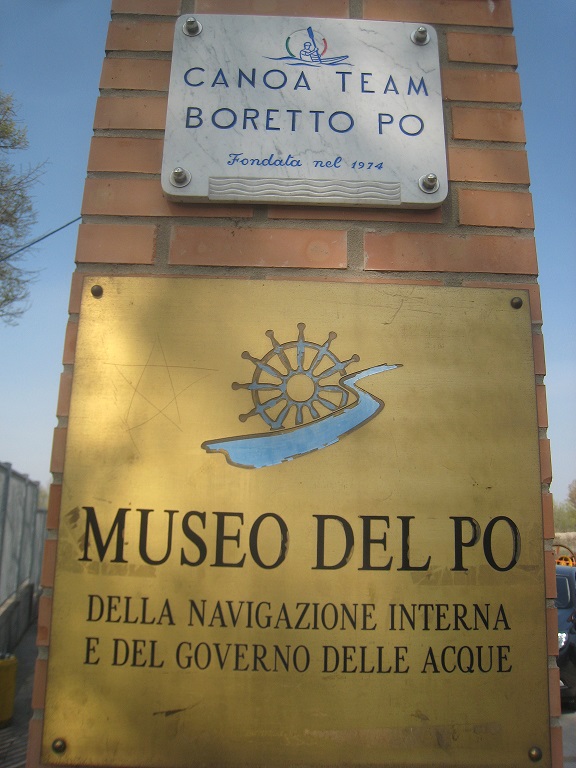 CANOA TEAM
BORETTO PO
Fondata nel 1974
MUSEO DEL PO
DELLA NAVIGAZIONE INTERNA
E DEL GOVERNO DELLE ACQUE